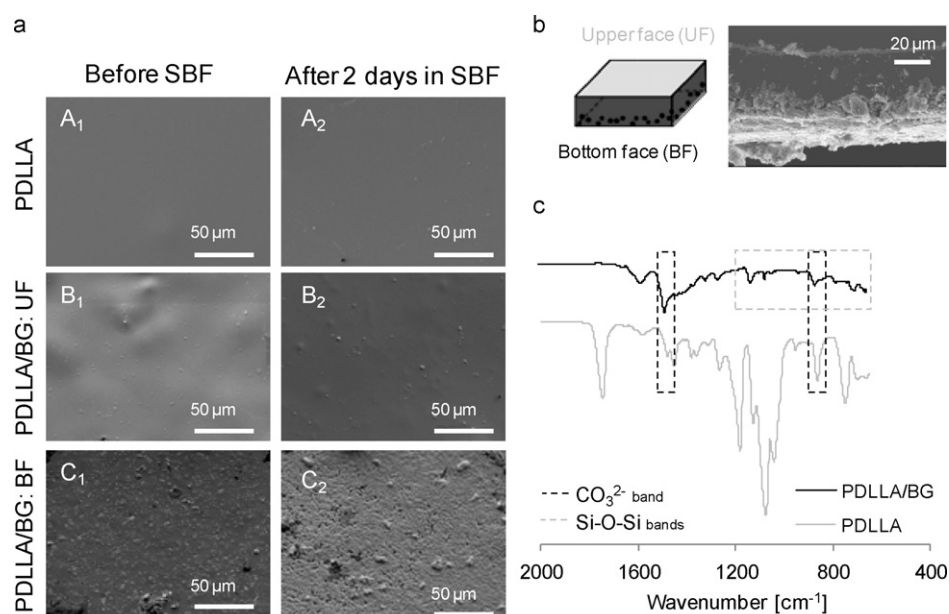 a
Before SBF
After 2 days in SBF
PDLLA
A1
50 µm
A2
50 µm
PDLLA/BG: UF
B1
50 µm
B2
50 µm
PDLLA/BG: BF
C1
50 µm
C2
50 µm
b
Upper face (UF)
Bottom face (BF)
20 µm
c
CO₃²⁻ band
Si-O-Si bands
PDLLA/BG
PDLLA
2000 1600 1200 800 400
Wavenumber [cm⁻¹]